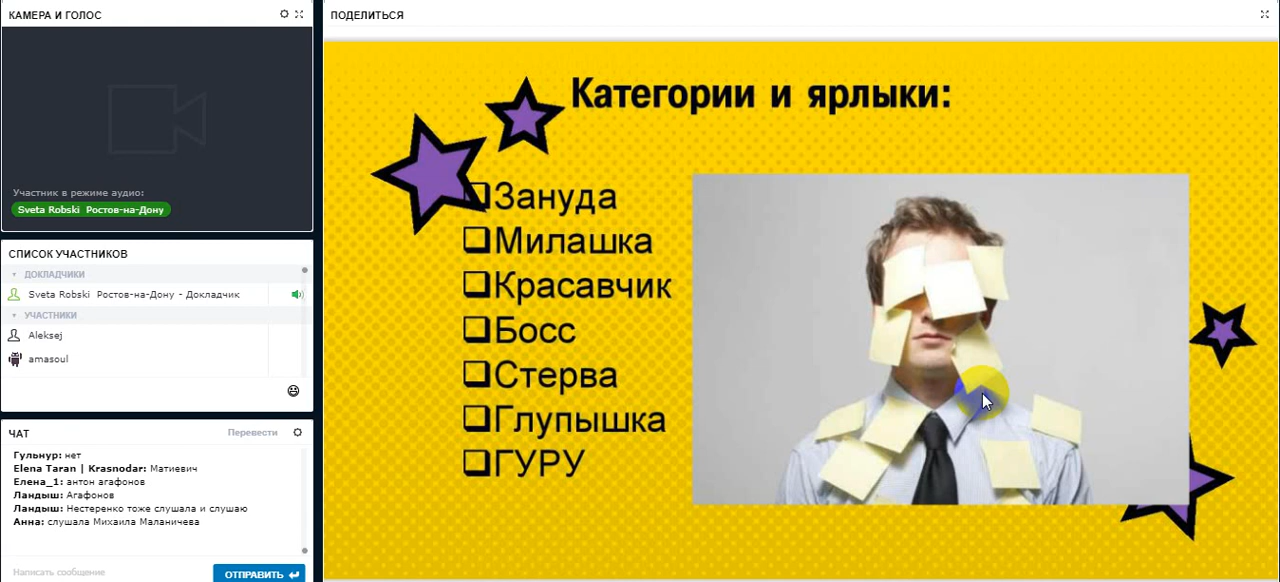 КАМЕРА И ГОЛОС
Участник в режиме аудио:
Sveta Robski Ростов-на-Дону
СПИСОК УЧАСТНИКОВ
ДОКЛАДЧИКИ
Sveta Robski Ростов-на-Дону - Докладчик
УЧАСТНИКИ
Aleksej
amasoul
ЧАТ
Перевести
Гульнур: нет
Elena Taran | Krasnodar: Матиевич
Елена_1: антон агафонов
Ландыш: Агафонов
Ландыш: Нестеренко тоже слушала и слушаю
Анна: слушала Михаила Маланичева
Написать сообщение
ОТПРАВИТЬ
ПОДЕЛИТЬСЯ
Категории и ярлыки:
Зануда
Милашка
Красавчик
Босс
Стерва
Глупышка
ГУРУ